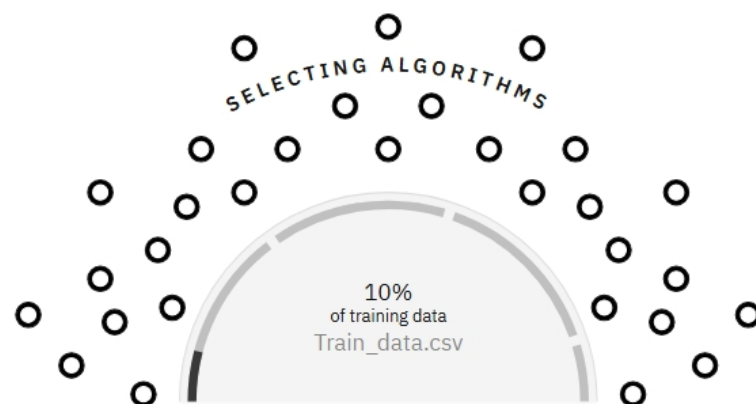 SELECTING ALGORITHMS
10%
of training data
Train_data.csv